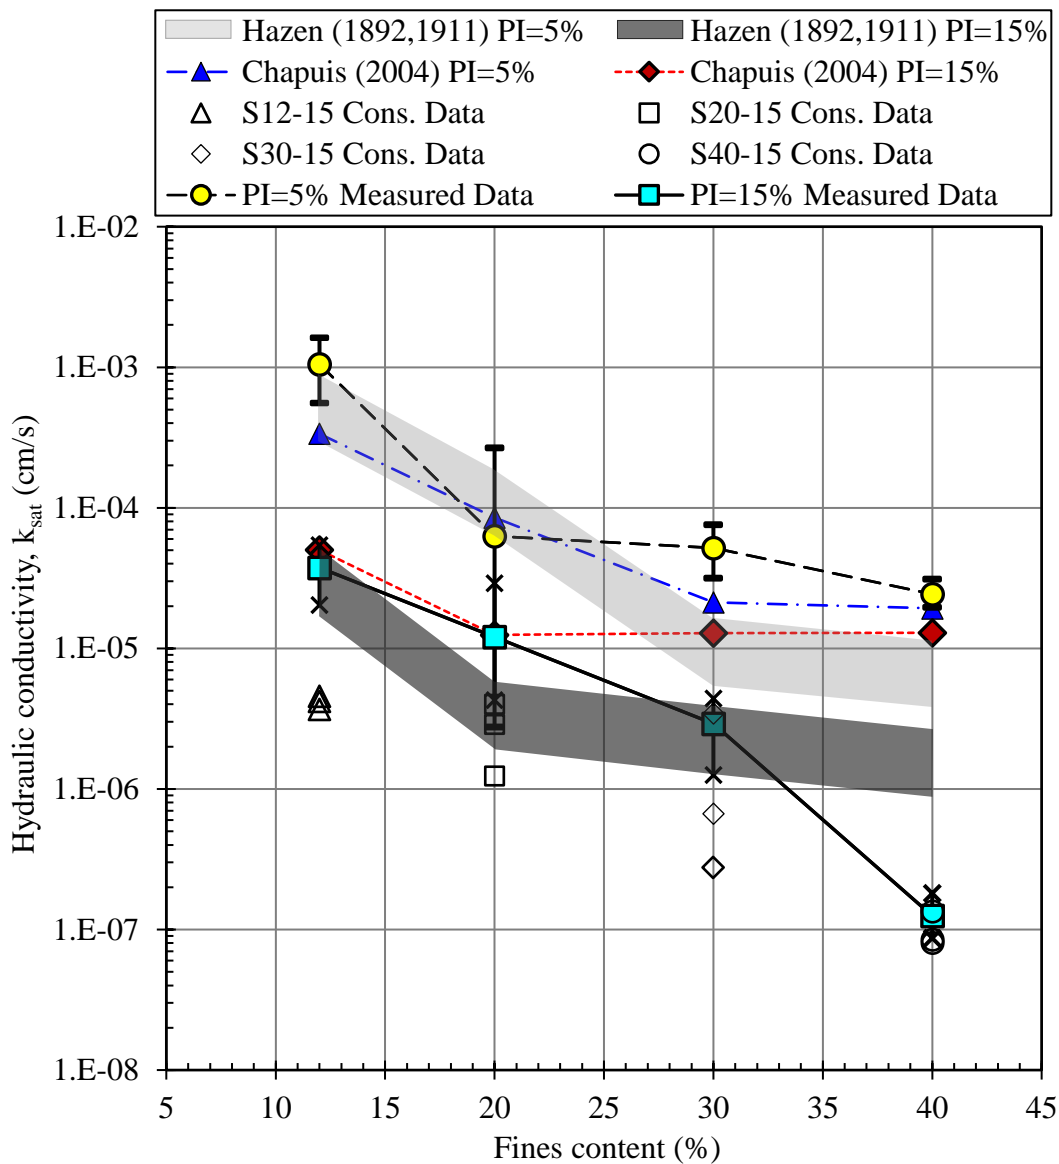 Hazen (1892,1911) PI=5% Hazen (1892,1911) PI=15%
Chapuis (2004) PI=5% Chapuis (2004) PI=15%
S12-15 Cons. Data S20-15 Cons. Data
S30-15 Cons. Data S40-15 Cons. Data
PI=5% Measured Data PI=15% Measured Data
1.E-02
1.E-03
1.E-04
1.E-05
1.E-06
1.E-07
1.E-08
Hydraulic conductivity, ksat (cm/s)
5 10 15 20 25 30 35 40 45
Fines content (%)